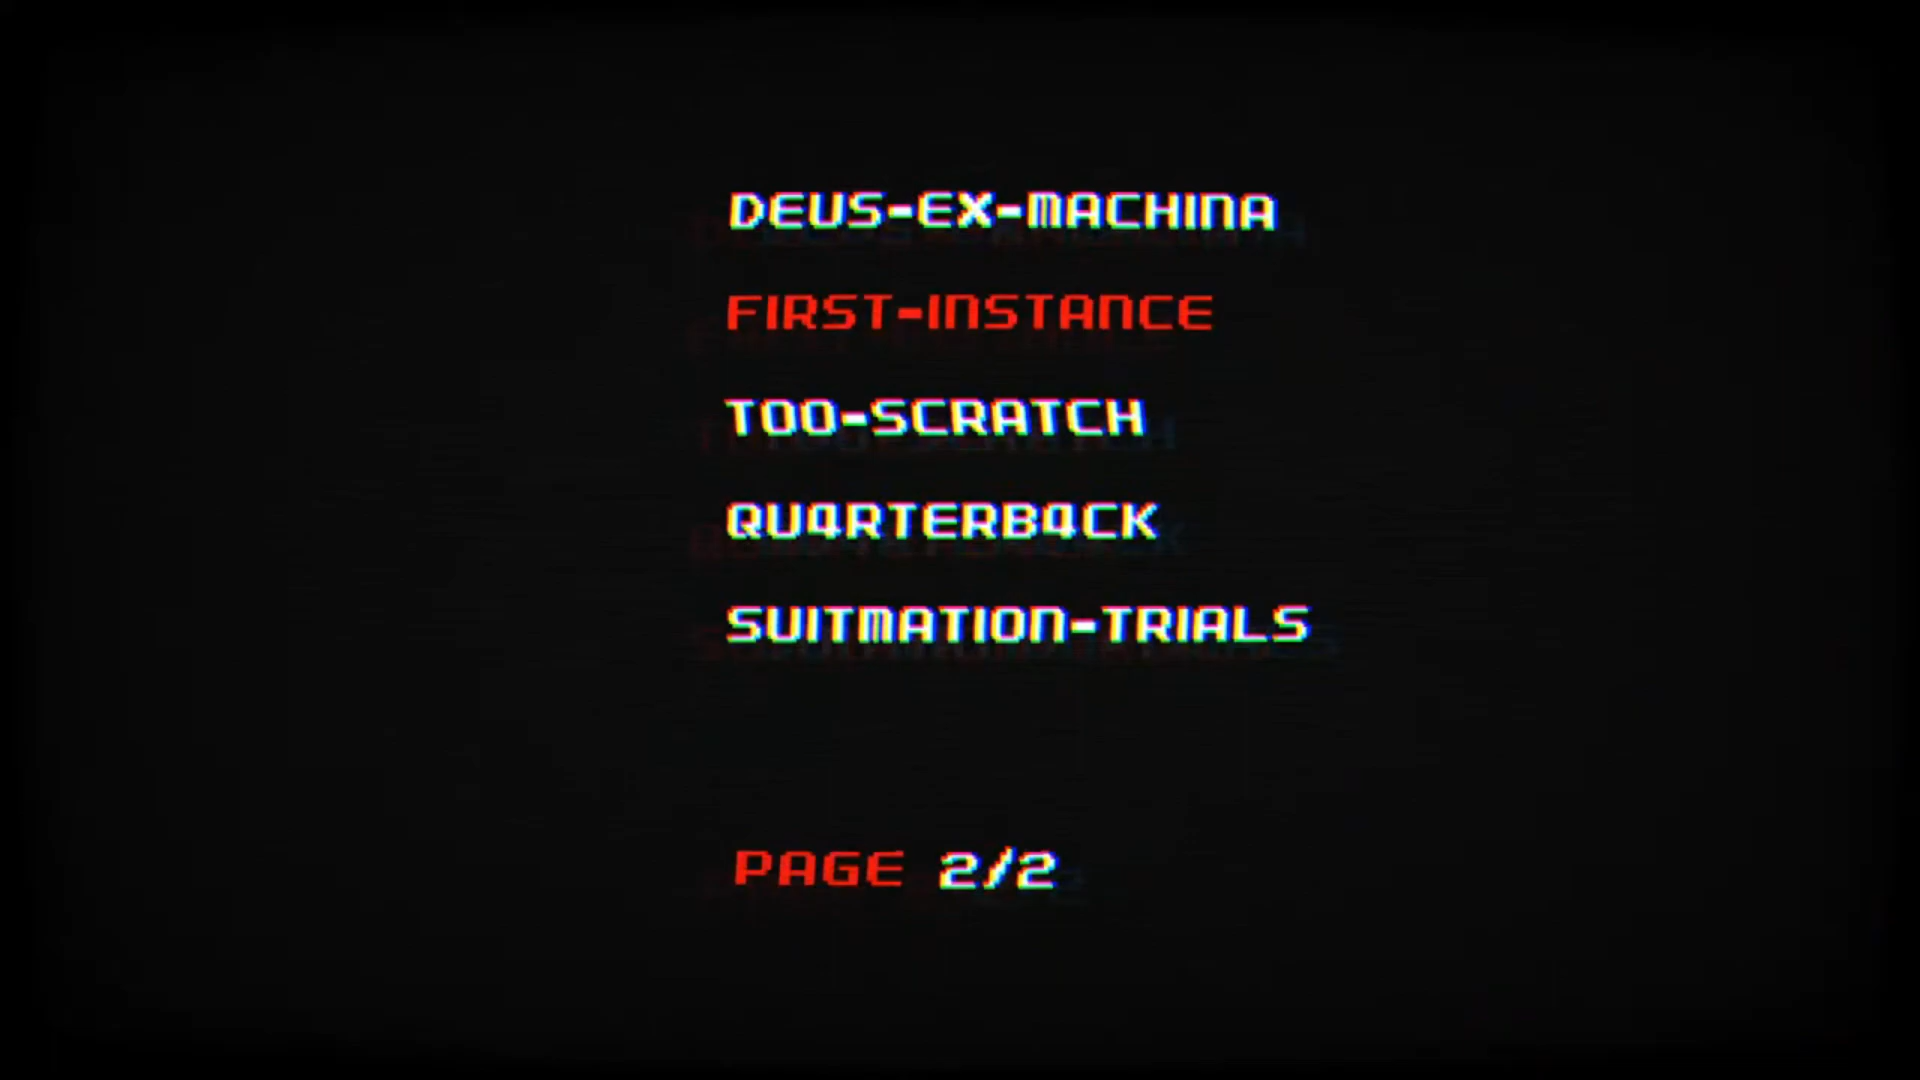 DEUS-EX-MACHINA
FIRST-INSTANCE
TOO-SCRATCH
QU4RTERB4CK
SUITMATION-TRIALS
PAGE 2/2